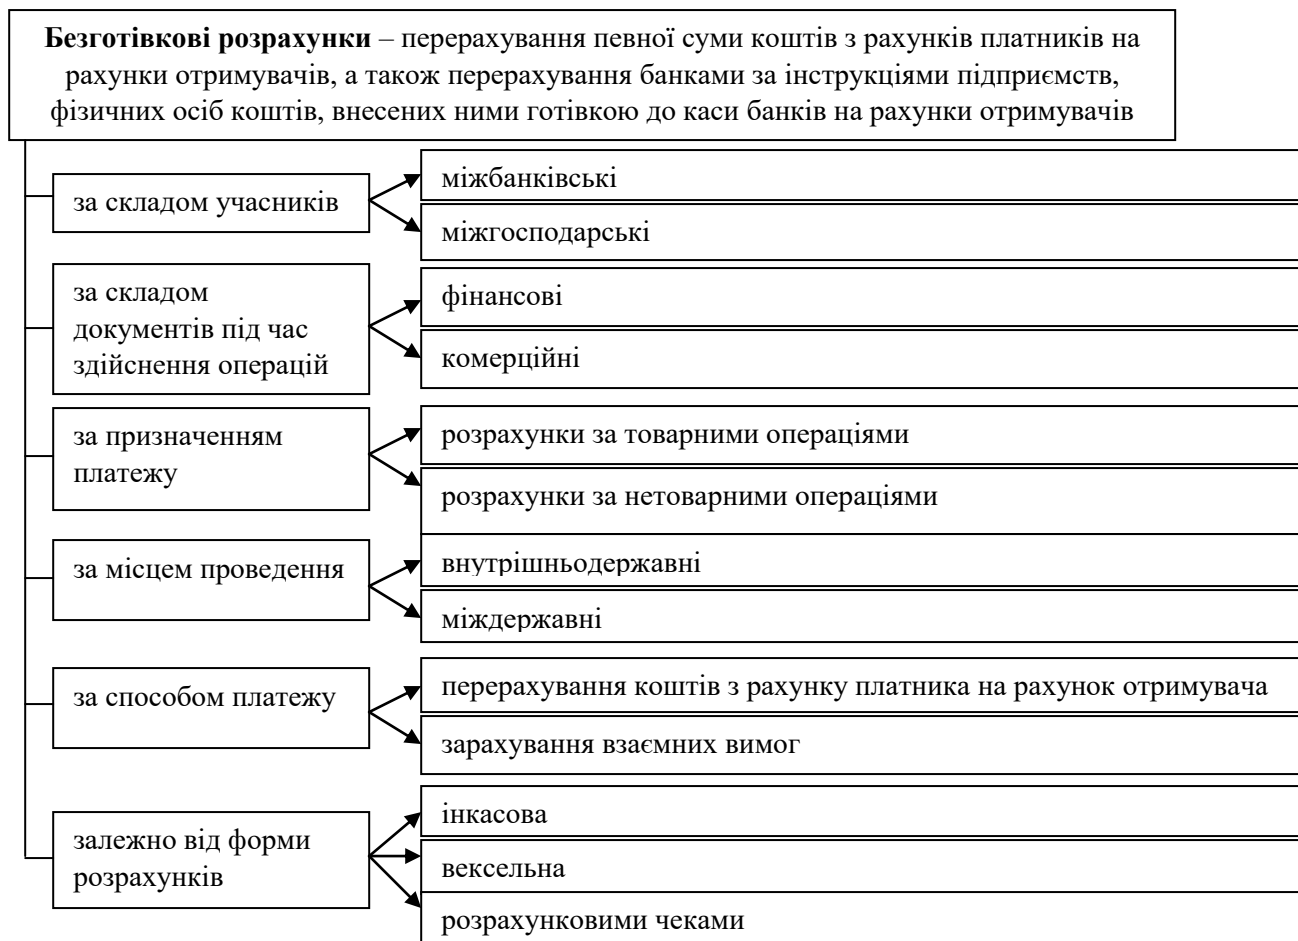 Безготівкові розрахунки – перерахування певної суми коштів з рахунків платників на
рахунки отримувачів, а також перерахування банками за інструкціями підприємств,
фізичних осіб коштів, внесених ними готівкою до каси банків на рахунки отримувачів
за складом учасників
міжбанківські
міжгосподарські
за складом
документів під час
здійснення операцій
фінансові
комерційні
за призначенням
платежу
розрахунки за товарними операціями
розрахунки за нетоварними операціями
за місцем проведення
внутрішньодержавні
міждержавні
за способом платежу
перерахування коштів з рахунку платника на рахунок отримувача
зарахування взаємних вимог
залежно від форми
розрахунків
інкасова
вексельна
розрахунковими чеками